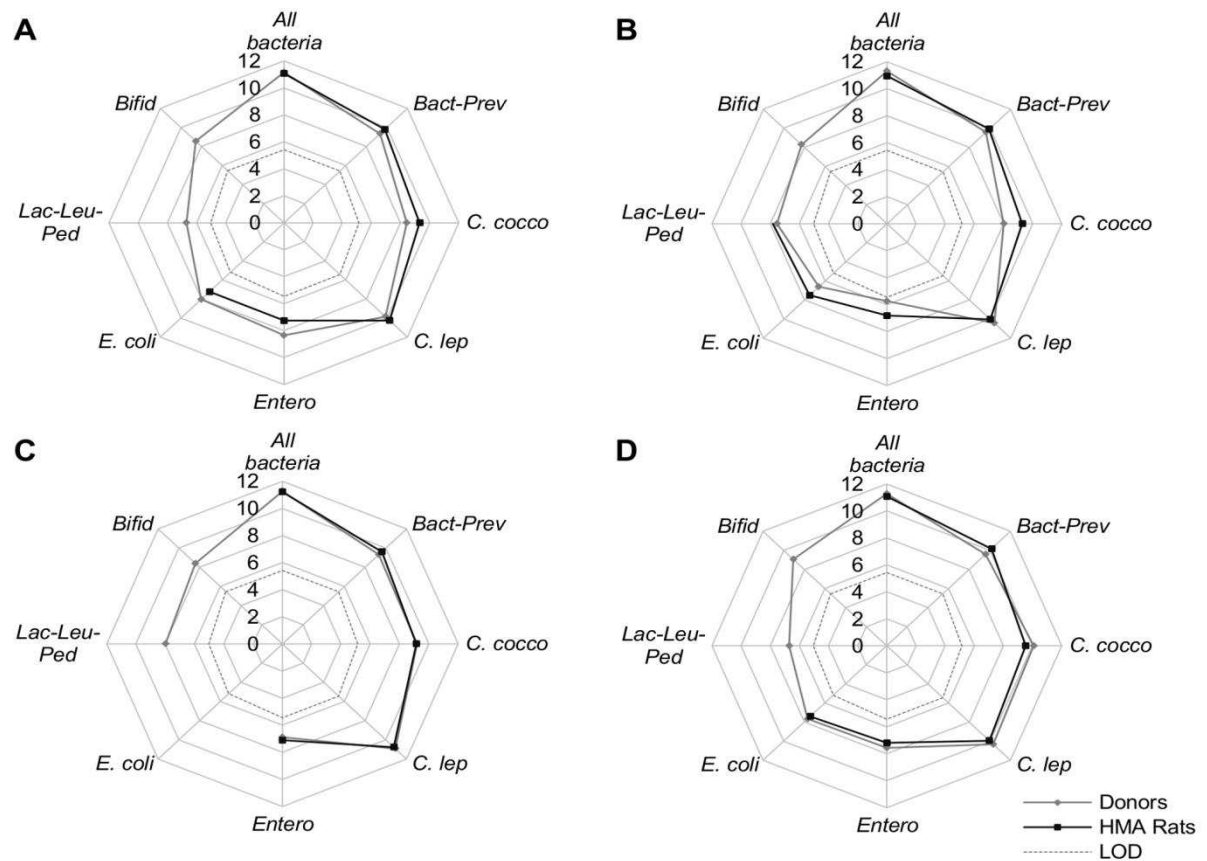 A
All
bacteria
12
10
8
6
4
2
0
Bact-Prev
C. cocco
C. lep
Entero
E. coli
Lac-Leu-
Ped
Bifid
B
All
bacteria
12
10
8
6
4
2
0
Bact-Prev
C. cocco
C. lep
Entero
E. coli
Lac-Leu-
Ped
Bifid
C
All
bacteria
12
10
8
6
4
2
0
Bact-Prev
C. cocco
C. lep
Entero
E. coli
Lac-Leu-
Ped
Bifid
D
All
bacteria
12
10
8
6
4
2
0
Bact-Prev
C. cocco
C. lep
Entero
E. coli
Lac-Leu-
Ped
Bifid
Donors
HMA Rats
LOD